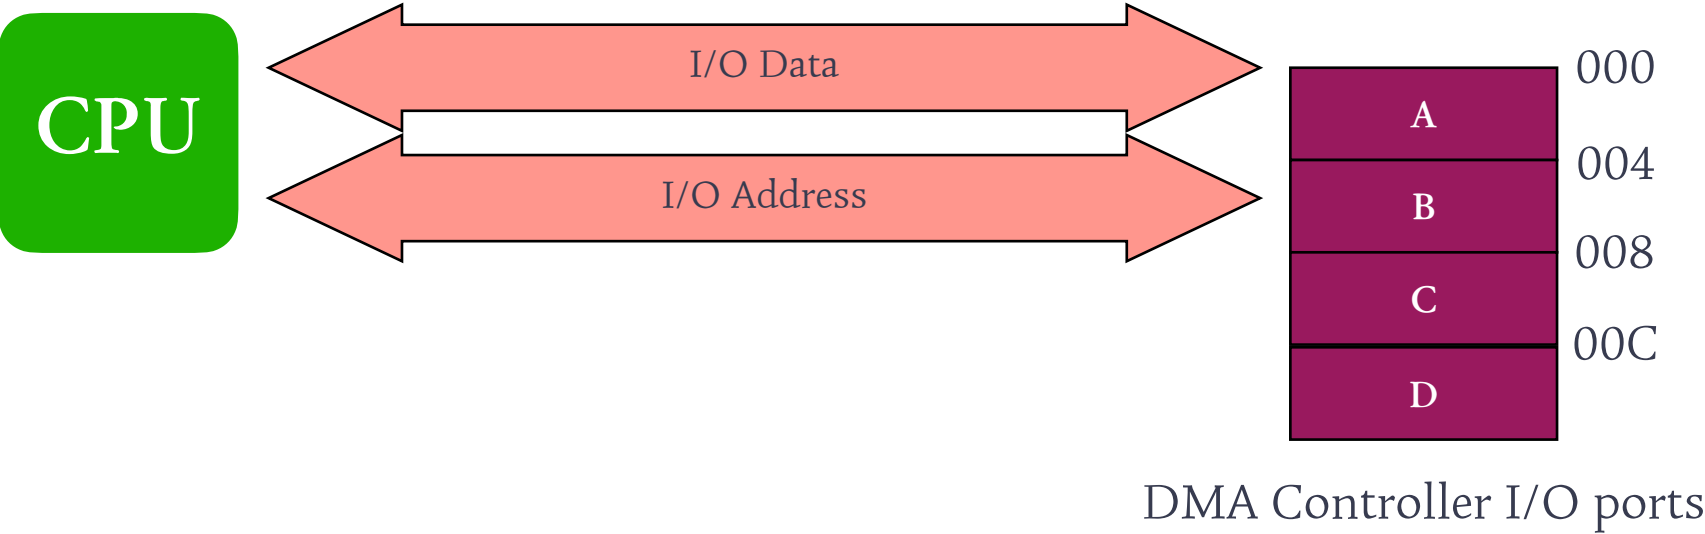 CPU
I/O Data
I/O Address
000
A
004
B
008
C
00C
D
DMA Controller I/O ports